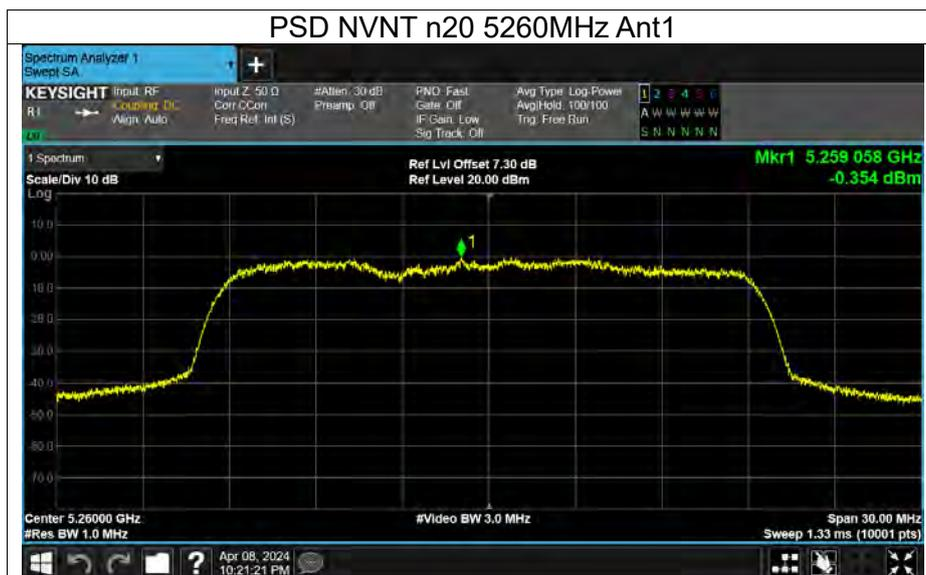 PSD NVNT n20 5260MHz Ant1
Spectrum Analyzer 1
Swept SA
+
KEYSIGHT Input: RF Input Z: 50 Ω #Atten: 30 dB PNO: Fast Avg Type: Log-Power 1 2 3 4 5 6
Coupling: DC Corr CCorr Preamp: Off Gate: Off Avg|Hold: 100/100 A W W W W W
Align: Auto Freq Ref: Int (S) IF Gain: Low Trig: Free Run
Sig Track: Off S N N N N N
1 Spectrum
Ref Lvl Offset 7.30 dB Mkr1 5.259 058 GHz
Scale/Div 10 dB Ref Level 20.00 dBm -0.354 dBm
Log
10.0
0.00
1
-10.0
-20.0
-30.0
-40.0
-50.0
-60.0
-70.0
Center 5.26000 GHz #Video BW 3.0 MHz Span 30.00 MHz
#Res BW 1.0 MHz Sweep 1.33 ms (10001 pts)
? Apr 08, 2024
10:21:21 PM